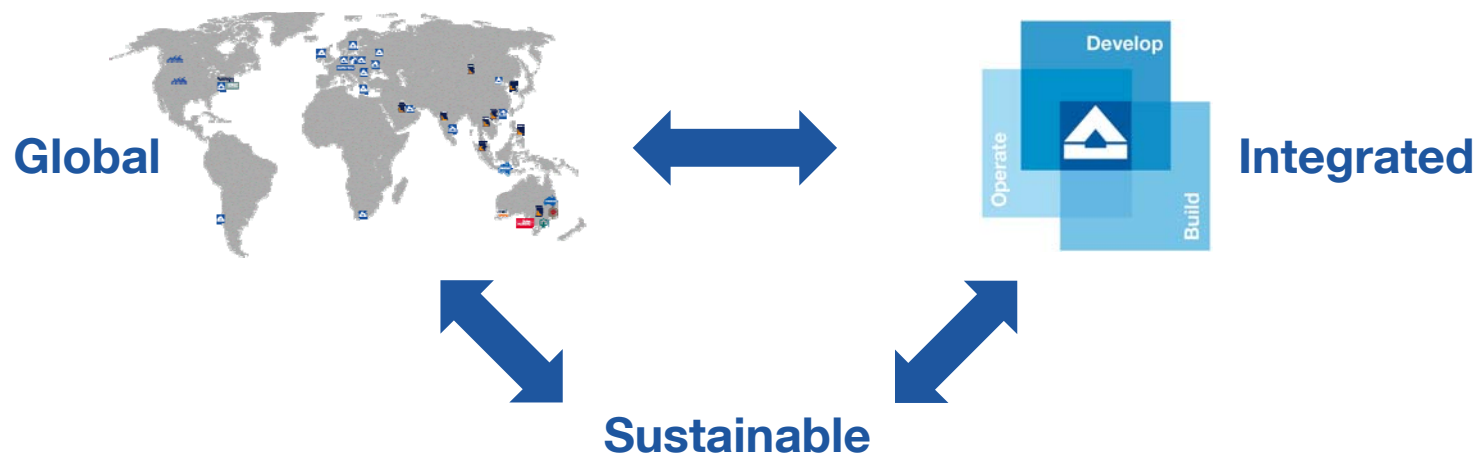 Develop
Global
Operate
Integrated
Build
Sustainable